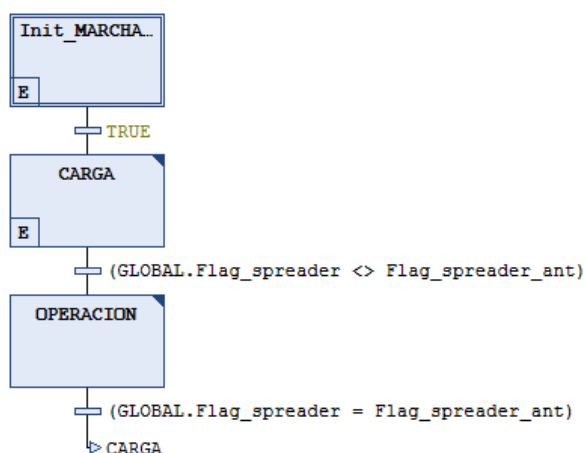 Init_MARCHA…
E
TRUE
CARGA
E
(GLOBAL.Flag_spreader <> Flag_spreader_ant)
OPERACION
(GLOBAL.Flag_spreader = Flag_spreader_ant)
CARGA